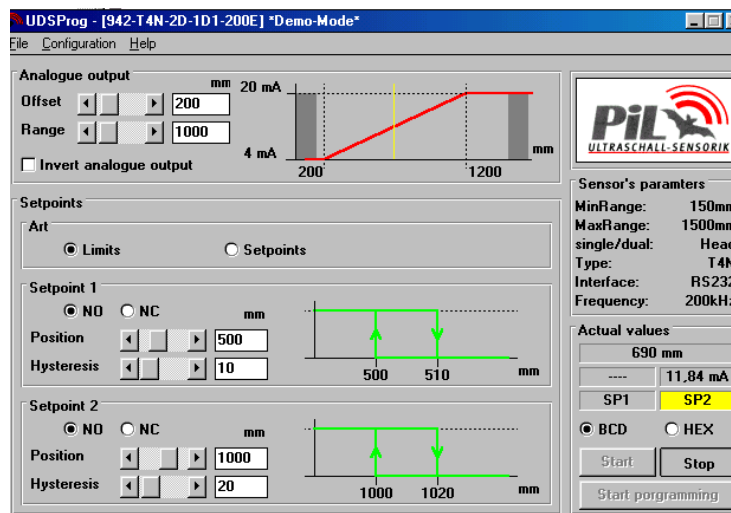 UDSProg - [942-T4N-2D-1D1-200E] *Demo-Mode*
File Configuration Help
Analogue output
mm 20 mA
Offset 200
Range 1000
4 mA mm
Invert analogue output
200 1200
PiL
ULTRASCHALL-SENSORIK
Sensor's paramters
MinRange: 150mm
MaxRange: 1500mm
single/dual: Head
Type: T4N
Interface: RS232
Frequency: 200kHz
Setpoints
Art
Limits Setpoints
Setpoint 1
NO NC mm
Position 500
Hysteresis 10
500 510 mm
Setpoint 2
NO NC mm
Position 1000
Hysteresis 20
1000 1020 mm
Actual values
690 mm
---- 11,84 mA
SP1 SP2
BCD HEX
Start Stop
Start porgramming